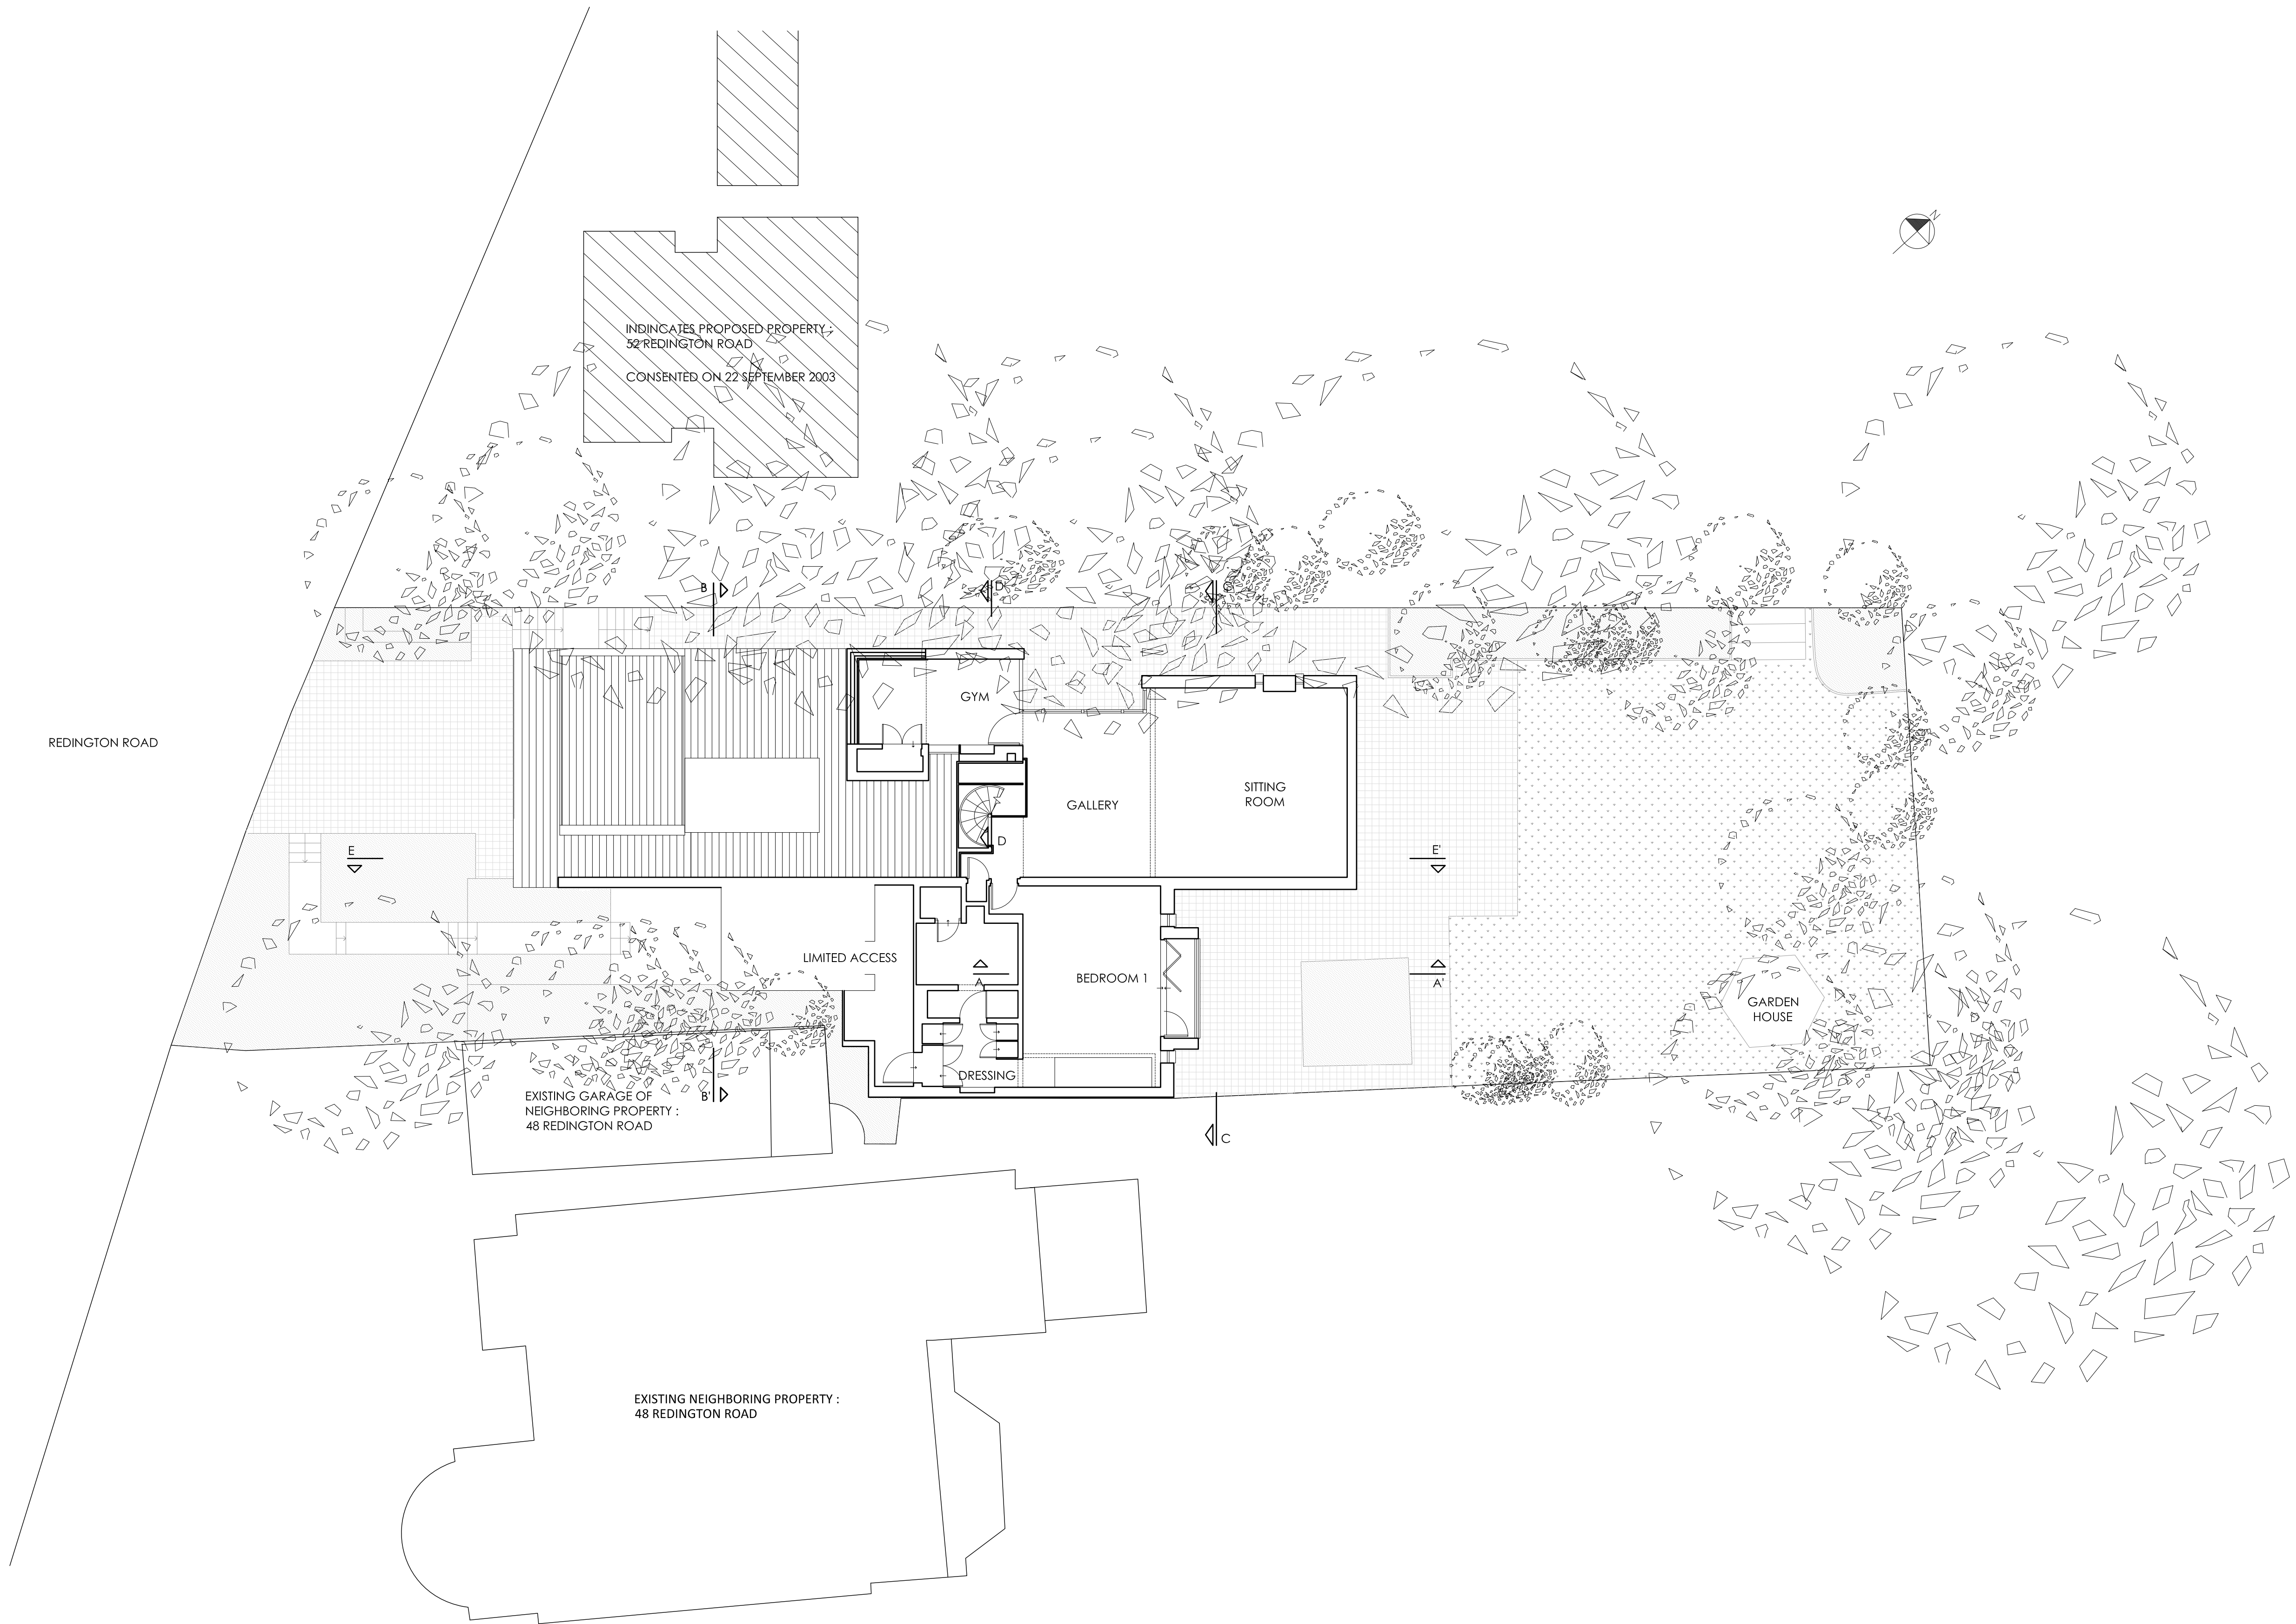 N
INDINCATES PROPOSED PROPERTY :
52 REDINGTON ROAD
CONSENTED ON 22 SEPTEMBER 2003
B
D'
GYM
REDINGTON ROAD
SITTING
ROOM
GALLERY
D
E
E'
LIMITED ACCESS
BEDROOM 1
A
A'
GARDEN
HOUSE
DRESSING
B'
EXISTING GARAGE OF
NEIGHBORING PROPERTY :
48 REDINGTON ROAD
C
EXISTING NEIGHBORING PROPERTY :
48 REDINGTON ROAD